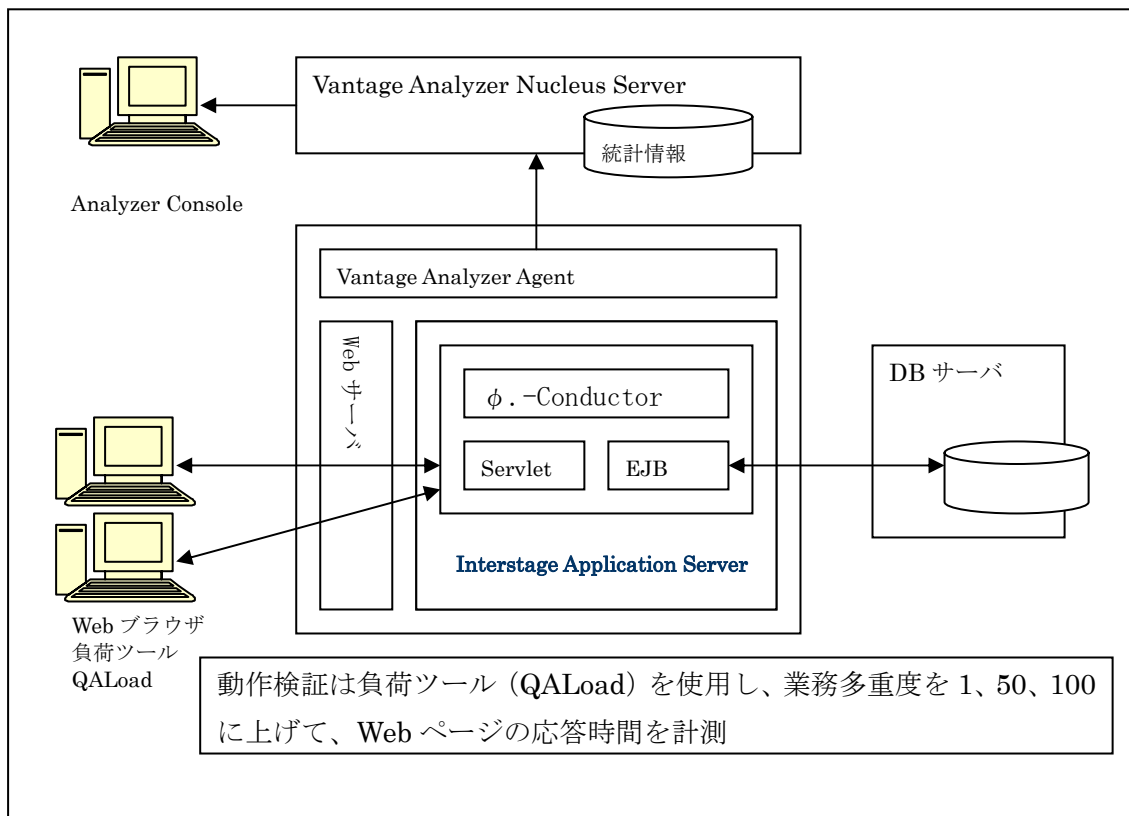 Vantage Analyzer Nucleus Server
統計情報
Analyzer Console
Vantage Analyzer Agent
Web サーバ
φ.-Conductor
Servlet
EJB
DB サーバ
Interstage Application Server
Web ブラウザ
負荷ツール
QALoad
動作検証は負荷ツール（QALoad）を使用し、業務多重度を 1、50、100
に上げて、Web ページの応答時間を計測